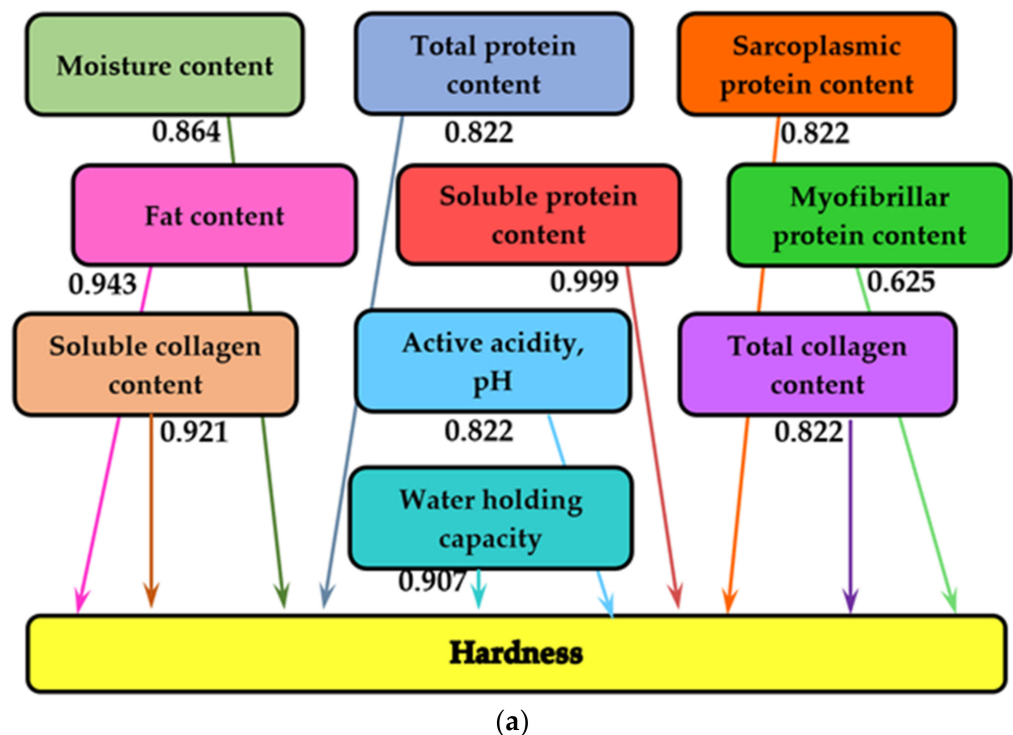 Moisture content
Total protein
content
Sarcoplasmic
protein content
0.864
0.822
0.822
Fat content
Soluble protein
content
Myofibrillar
protein content
0.943
0.999
0.625
Soluble collagen
content
Active acidity,
pH
Total collagen
content
0.921
0.822
0.822
Water holding
capacity
0.907
Hardness
(a)